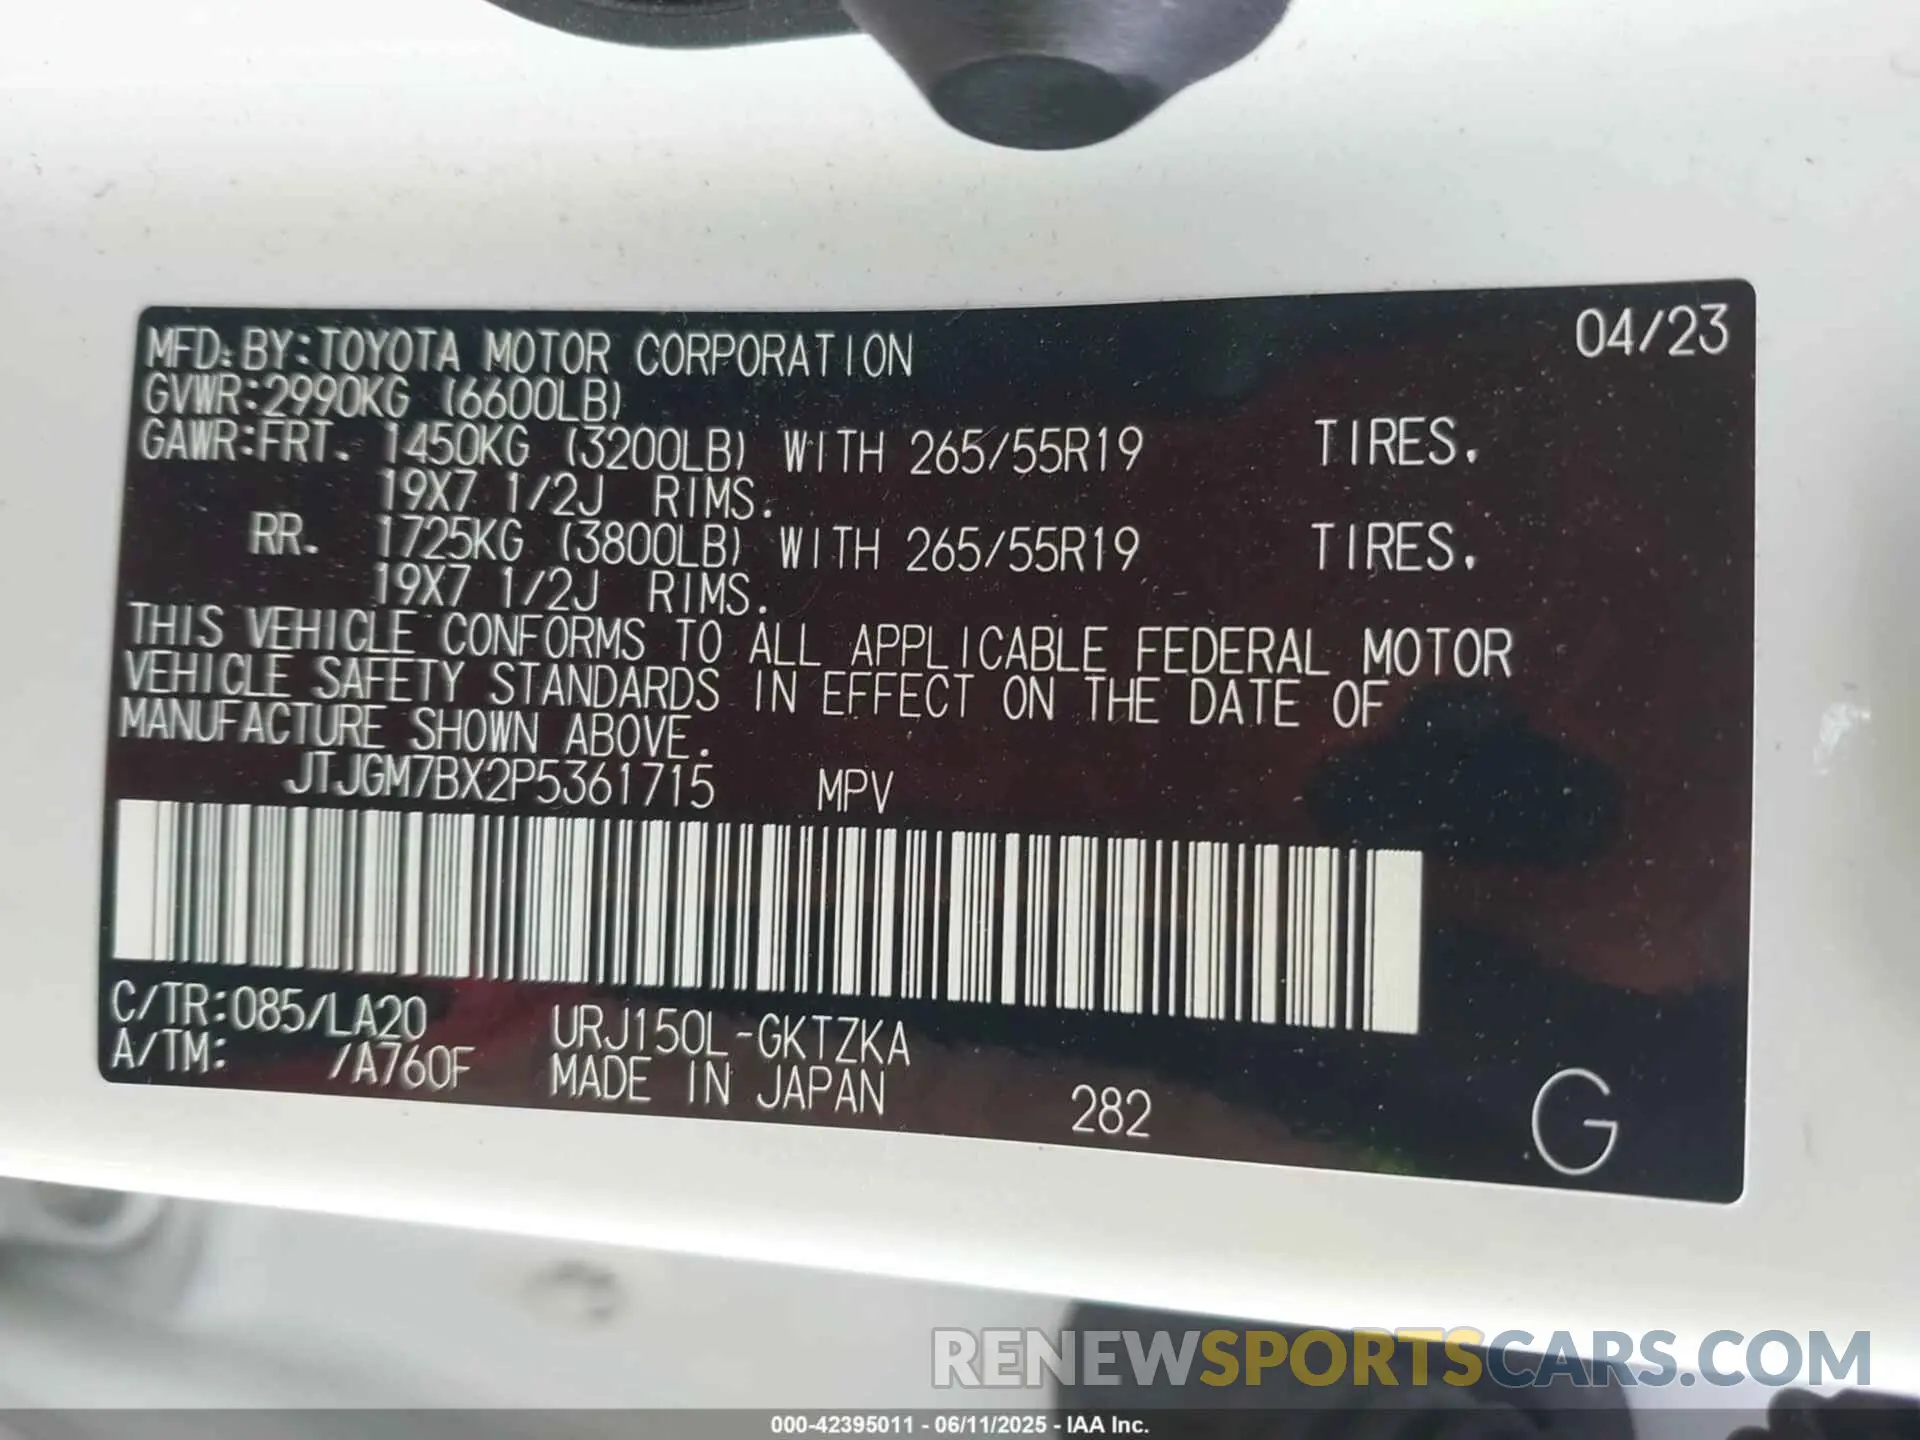 04/23
MFD. BY:TOYOTA MOTOR CORPORATION
GVWR:2990KG (6600LB)
GAWR:FRT. 1450KG (3200LB) WITH 265/55R19 TIRES.
19X7 1/2J RIMS.
RR. 1725KG (3800LB) WITH 265/55R19 TIRES.
19X7 1/2J RIMS.
THIS VEHICLE CONFORMS TO ALL APPLICABLE FEDERAL MOTOR
VEHICLE SAFETY STANDARDS IN EFFECT ON THE DATE OF
MANUFACTURE SHOWN ABOVE.
JTJGM7BX2P5361715 MPV
C/TR:085/LA20 URJ150L-GKTZKA
A/TM: /A760F MADE IN JAPAN 282 G
RENEWSPORTSCARS.COM
000-42395011 - 06/11/2025 - IAA Inc.